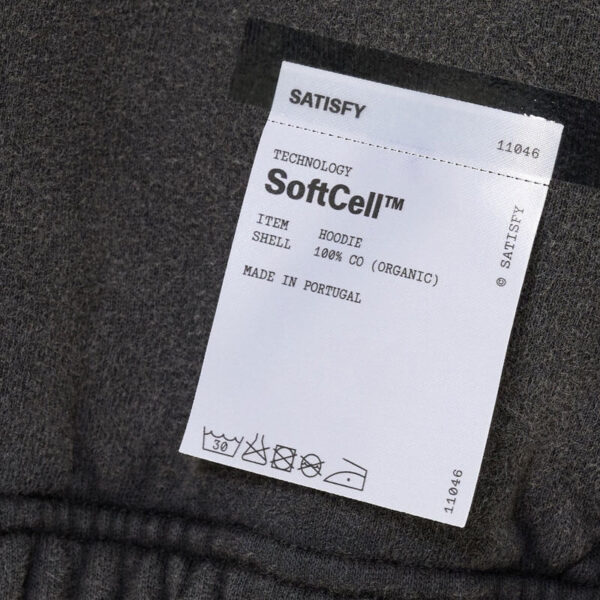 SATISFY
11046
TECHNOLOGY
SoftCell™
ITEM HOODIE
SHELL 100% CO (ORGANIC)
MADE IN PORTUGAL
© SATISFY
30
11046